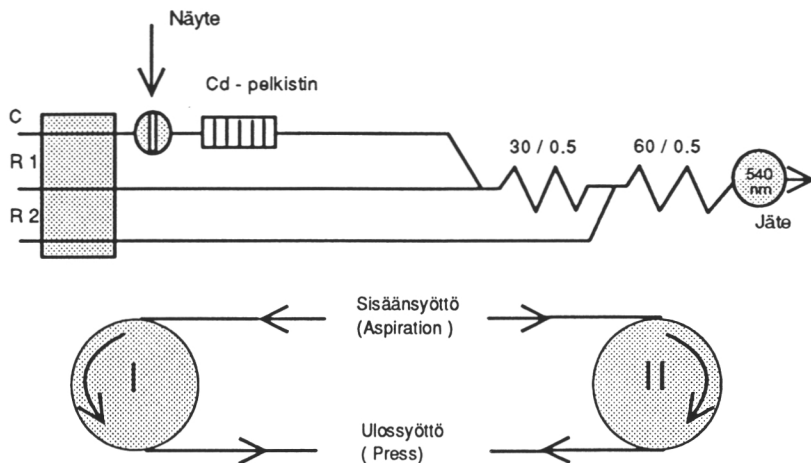 Näyte
Cd - pelkistin
C
R 1
R 2
30 / 0.5
60 / 0.5
540
nm
Jäte
Sisäänsyöttö
(Aspiration )
I
II
Ulossyöttö
( Press)